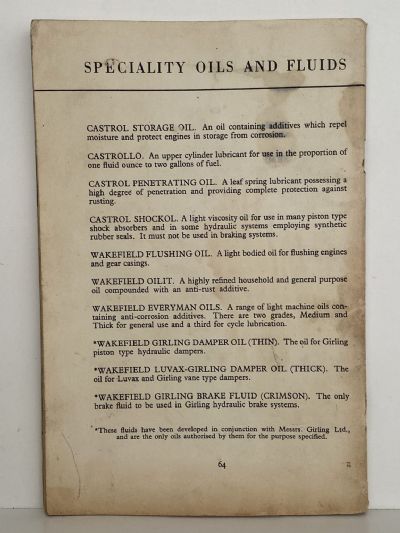 SPECIALITY OILS AND FLUIDS
CASTROL STORAGE OIL. An oil containing additives which repel
moisture and protect engines in storage from corrosion.
CASTROLLO. An upper cylinder lubricant for use in the proportion of
one fluid ounce to two gallons of fuel.
CASTROL PENETRATING OIL. A leaf spring lubricant possessing a
high degree of penetration and providing complete protection against
rusting.
CASTROL SHOCKOL. A light viscosity oil for use in many piston type
shock absorbers and in some hydraulic systems employing synthetic
rubber seals. It must not be used in braking systems.
WAKEFIELD FLUSHING OIL. A light bodied oil for flushing engines
and gear casings.
WAKEFIELD OILIT. A highly refined household and general purpose
oil compounded with an anti-rust additive.
WAKEFIELD EVERYMAN OILS. A range of light machine oils con-
taining anti-corrosion additives. There are two grades, Medium and
Thick for general use and a third for cycle lubrication.
*WAKEFIELD GIRLING DAMPER OIL (THIN). The oil for Girling
piston type hydraulic dampers.
*WAKEFIELD LUVAX-GIRLING DAMPER OIL (THICK). The
oil for Luvax and Girling vane type dampers.
*WAKEFIELD GIRLING BRAKE FLUID (CRIMSON). The only
brake fluid to be used in Girling hydraulic brake systems.
*These fluids have been developed in conjunction with Messrs. Girling Ltd.,
and are the only oils authorised by them for the purpose specified.
64